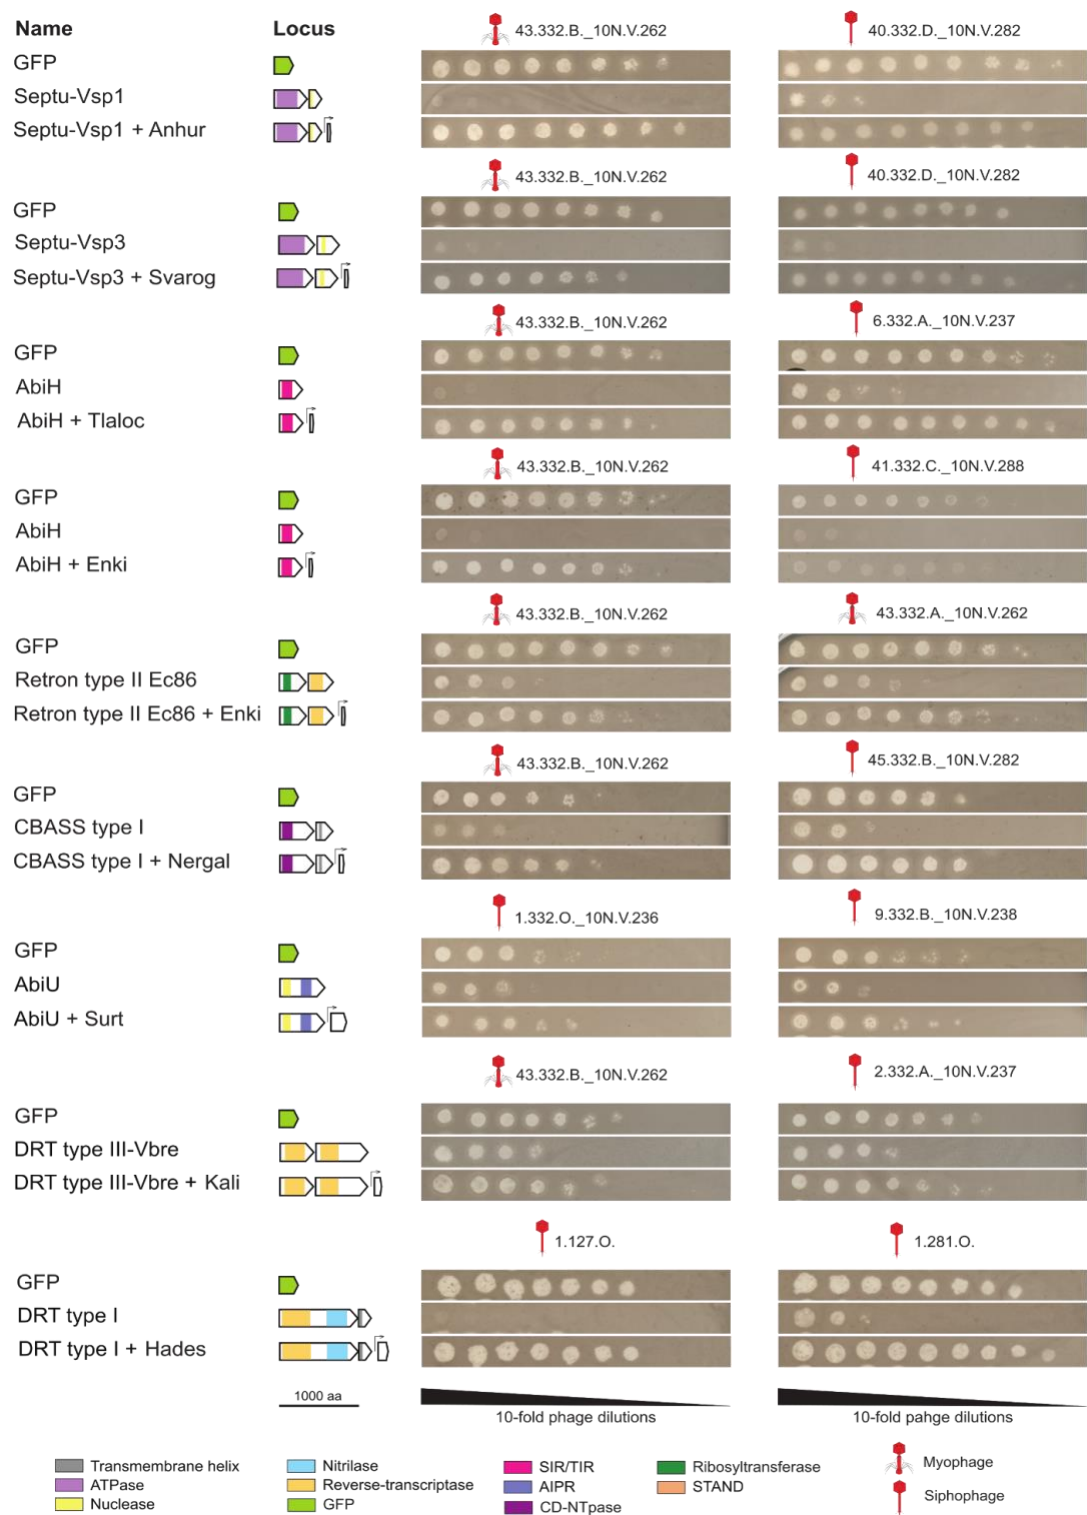 Name Locus 43.332.B._10N.V.262 40.332.D._10N.V.282
GFP
Septu-Vsp1
Septu-Vsp1 + Anhur
43.332.B._10N.V.262 40.332.D._10N.V.282
GFP
Septu-Vsp3
Septu-Vsp3 + Svarog
43.332.B._10N.V.262 6.332.A._10N.V.237
GFP
AbiH
AbiH + Tlaloc
43.332.B._10N.V.262 41.332.C._10N.V.288
GFP
AbiH
AbiH + Enki
43.332.B._10N.V.262 43.332.A._10N.V.262
GFP
Retron type II Ec86
Retron type II Ec86 + Enki
43.332.B._10N.V.262 45.332.B._10N.V.282
GFP
CBASS type I
CBASS type I + Nergal
1.332.O._10N.V.236 9.332.B._10N.V.238
GFP
AbiU
AbiU + Surt
43.332.B._10N.V.262 2.332.A._10N.V.237
GFP
DRT type III-Vbre
DRT type III-Vbre + Kali
1.127.O. 1.281.O.
GFP
DRT type I
DRT type I + Hades
1000 aa
10-fold phage dilutions 10-fold pahge dilutions
Transmembrane helix Nitrilase SIR/TIR Ribosyltransferase Myophage
ATPase Reverse-transcriptase AIPR STAND Siphophage
Nuclease GFP CD-NTpase